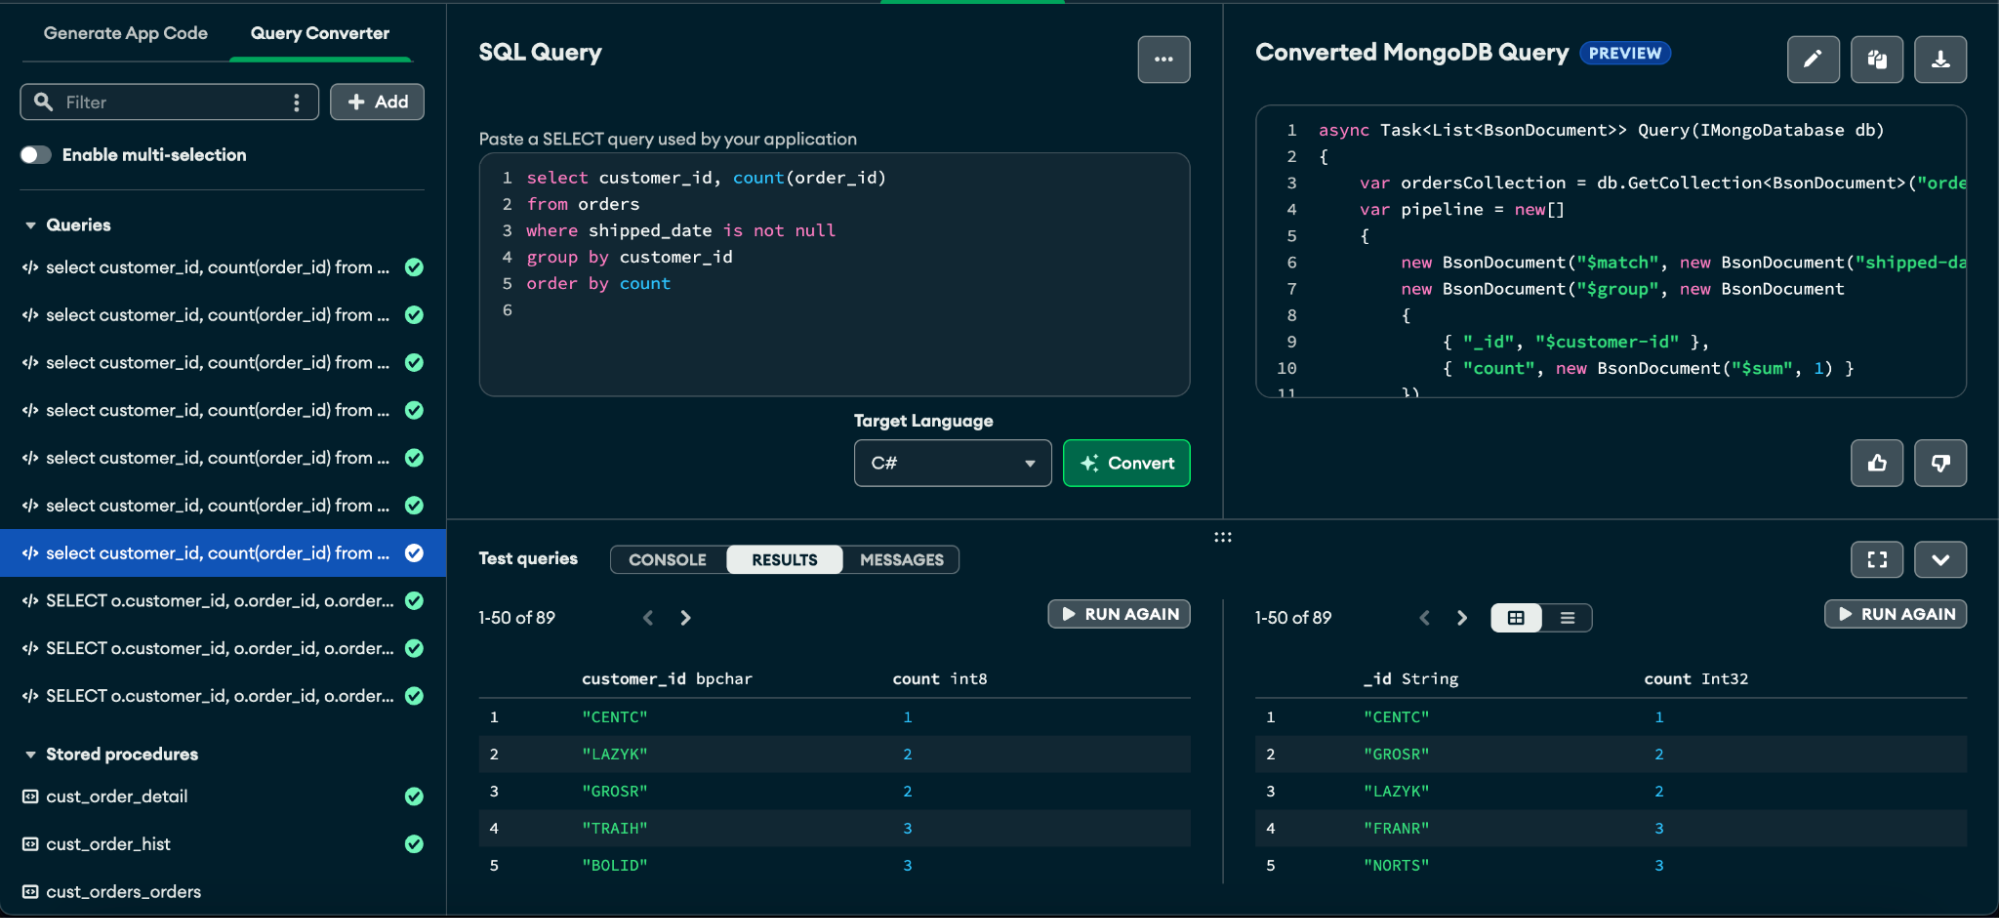 Generate App Code
Query Converter
Filter
Add
Enable multi-selection
Queries
</> select customer_id, count(order_id) from ...
</> select customer_id, count(order_id) from ...
</> select customer_id, count(order_id) from ...
</> select customer_id, count(order_id) from ...
</> select customer_id, count(order_id) from ...
</> select customer_id, count(order_id) from ...
</> select customer_id, count(order_id) from ...
</> SELECT o.customer_id, o.order_id, o.order...
</> SELECT o.customer_id, o.order_id, o.order...
</> SELECT o.customer_id, o.order_id, o.order...
Stored procedures
cust_order_detail
cust_order_hist
cust_orders_orders
SQL Query
Paste a SELECT query used by your application
1 select customer_id, count(order_id)
2 from orders
3 where shipped_date is not null
4 group by customer_id
5 order by count
6
Target Language
C#
Convert
Converted MongoDB Query PREVIEW
1 async Task<List<BsonDocument>> Query(IMongoDatabase db)
2 {
3 var ordersCollection = db.GetCollection<BsonDocument>("orde
4 var pipeline = new[]
5 {
6 new BsonDocument("$match", new BsonDocument("shipped-da
7 new BsonDocument("$group", new BsonDocument
8 {
9 { "_id", "$customer-id" },
10 { "count", new BsonDocument("$sum", 1) }
11 })
Test queries CONSOLE RESULTS MESSAGES
1-50 of 89 RUN AGAIN
customer_id bpchar count int8
1 "CENTC" 1
2 "LAZYK" 2
3 "GROSR" 2
4 "TRAIH" 3
5 "BOLID" 3
1-50 of 89 RUN AGAIN
_id String count Int32
1 "CENTC" 1
2 "GROSR" 2
3 "LAZYK" 2
4 "FRANR" 3
5 "NORTS" 3